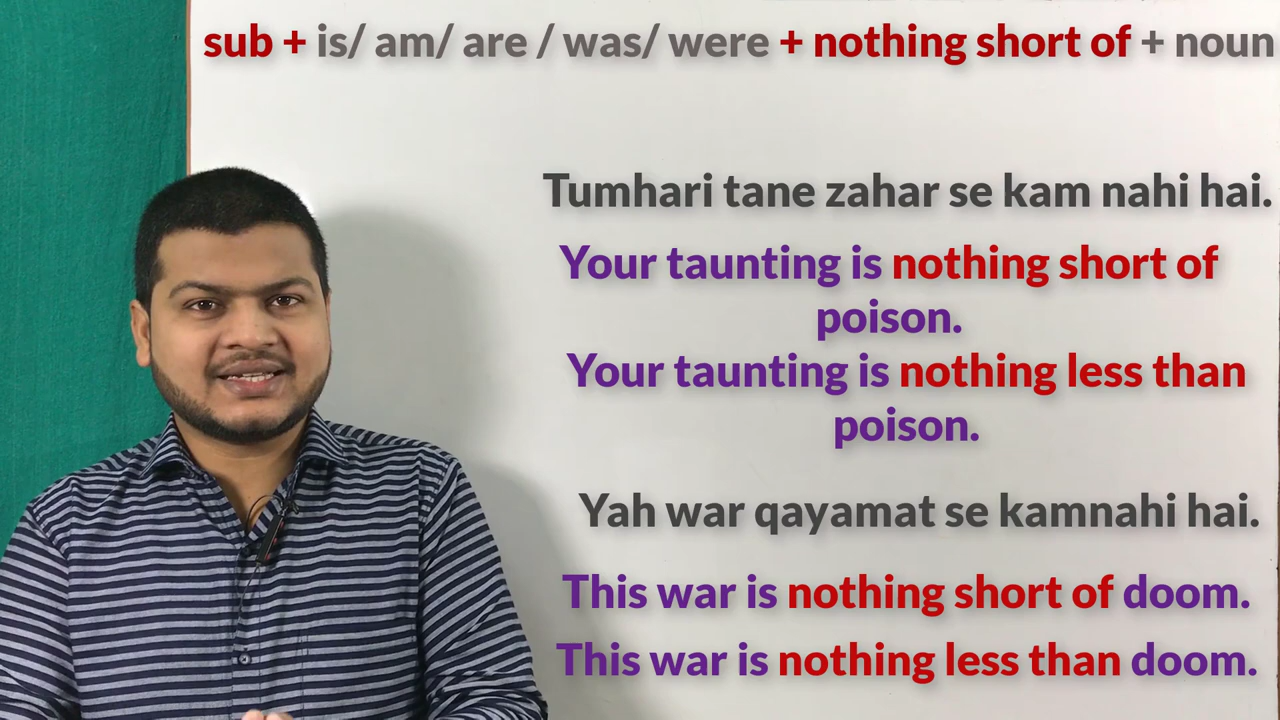 sub + is/ am/ are / was/ were + nothing short of + noun
Tumhari tane zahar se kam nahi hai.
Your taunting is nothing short of
poison.
Your taunting is nothing less than
poison.
Yah war qayamat se kamnahi hai.
This war is nothing short of doom.
This war is nothing less than doom.